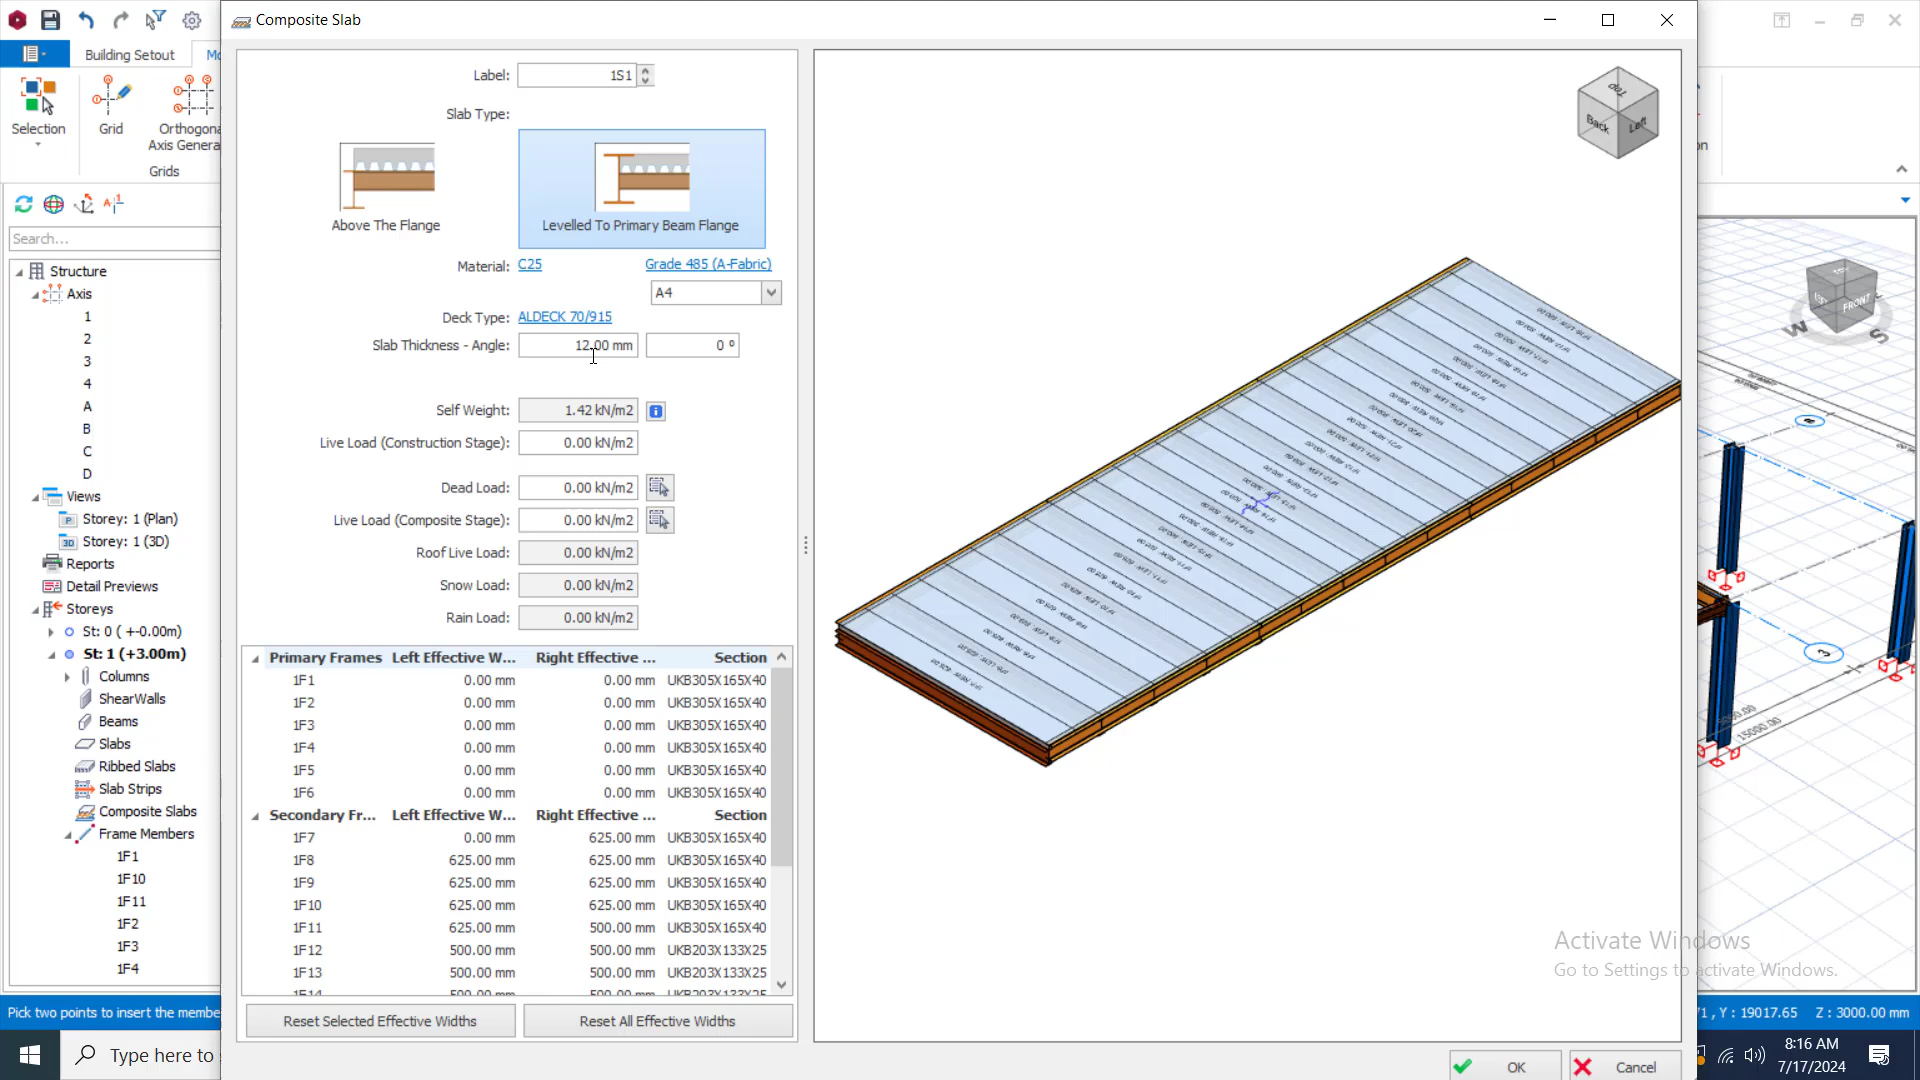 Composite Slab
Building Setout
Mo
Selection
Grid
Orthogona
Axis Genera
Grids
Search...
Structure
Axis
1
2
3
4
A
B
C
D
Views
Storey: 1 (Plan)
Storey: 1 (3D)
Reports
Detail Previews
Storeys
St: 0 ( +-0.00m)
St: 1 (+3.00m)
Columns
ShearWalls
Beams
Slabs
Ribbed Slabs
Slab Strips
Composite Slabs
Frame Members
1F1
1F10
1F11
1F2
1F3
1F4
Pick two points to insert the membe
Type here to
Label: 1S1
Slab Type:
Above The Flange
Levelled To Primary Beam Flange
Material: C25 Grade 485 (A-Fabric)
A4
Deck Type: ALDECK 70/915
Slab Thickness - Angle: 12.00 mm 0 º
Self Weight: 1.42 kN/m2
Live Load (Construction Stage): 0.00 kN/m2
Dead Load: 0.00 kN/m2
Live Load (Composite Stage): 0.00 kN/m2
Roof Live Load: 0.00 kN/m2
Snow Load: 0.00 kN/m2
Rain Load: 0.00 kN/m2
Primary Frames Left Effective W... Right Effective ... Section
1F1 0.00 mm 0.00 mm UKB305X165X40
1F2 0.00 mm 0.00 mm UKB305X165X40
1F3 0.00 mm 0.00 mm UKB305X165X40
1F4 0.00 mm 0.00 mm UKB305X165X40
1F5 0.00 mm 0.00 mm UKB305X165X40
1F6 0.00 mm 0.00 mm UKB305X165X40
Secondary Fr... Left Effective W... Right Effective ... Section
1F7 0.00 mm 625.00 mm UKB305X165X40
1F8 625.00 mm 625.00 mm UKB305X165X40
1F9 625.00 mm 625.00 mm UKB305X165X40
1F10 625.00 mm 625.00 mm UKB305X165X40
1F11 625.00 mm 500.00 mm UKB305X165X40
1F12 500.00 mm 500.00 mm UKB203X133X25
1F13 500.00 mm 500.00 mm UKB203X133X25
1F14 500.00 mm 500.00 mm UKB203X133X25
Reset Selected Effective Widths
Reset All Effective Widths
Top
Back
Left
FRONT
W
S
B
3
15000.00
Activate Windows
Go to Settings to activate Windows.
OK
Cancel
/1 , Y : 19017.65 Z : 3000.00 mm
8:16 AM
7/17/2024